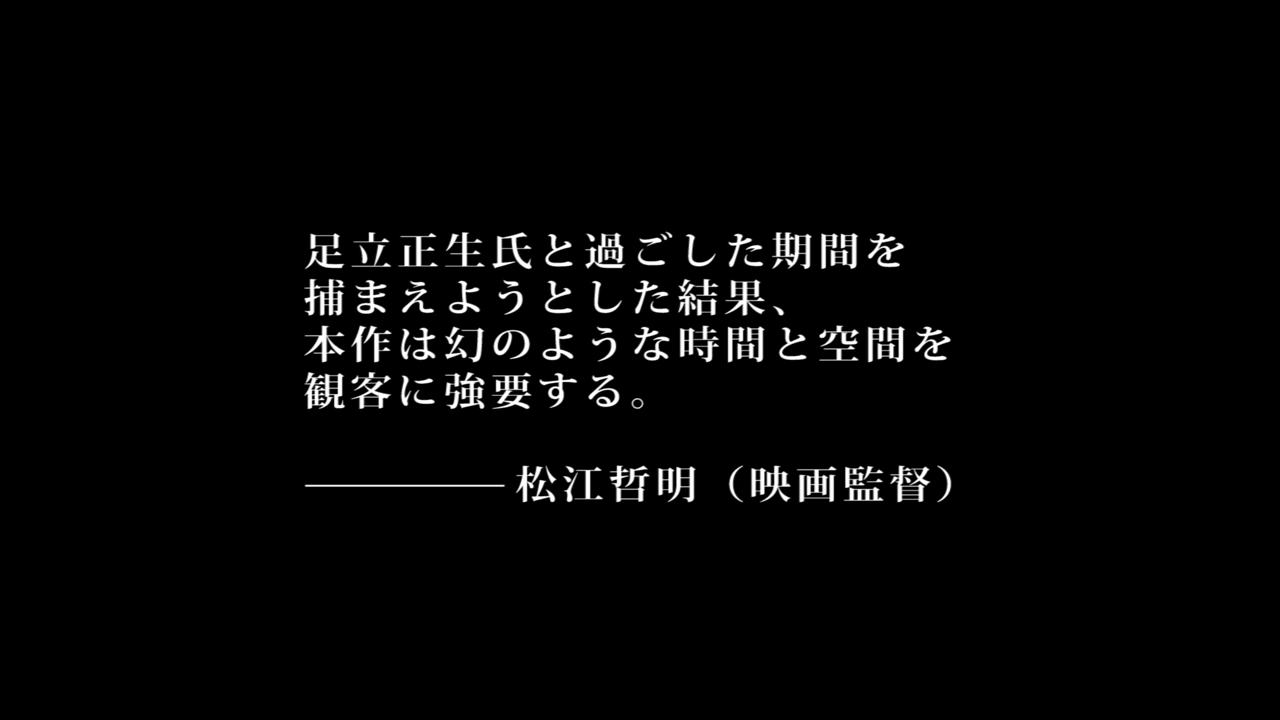 足立正生氏と過ごした期間を
捕まえようとした結果、
本作は幻のような時間と空間を
観客に強要する。
――――松江哲明（映画監督）